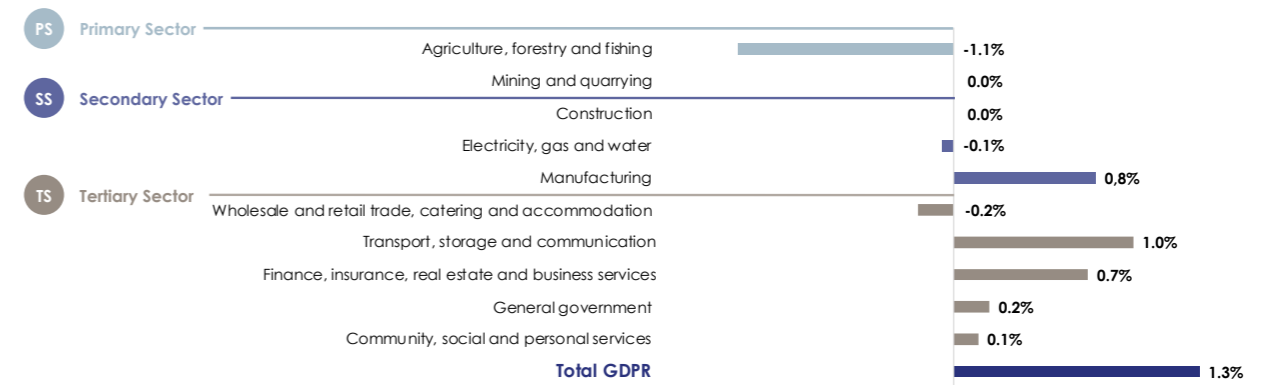 PS Primary Sector
Agriculture, forestry and fishing -1.1%
Mining and quarrying 0.0%
SS Secondary Sector
Construction 0.0%
Electricity, gas and water -0.1%
Manufacturing 0,8%
TS Tertiary Sector
Wholesale and retail trade, catering and accommodation -0.2%
Transport, storage and communication 1.0%
Finance, insurance, real estate and business services 0.7%
General government 0.2%
Community, social and personal services 0.1%
Total GDPR 1.3%